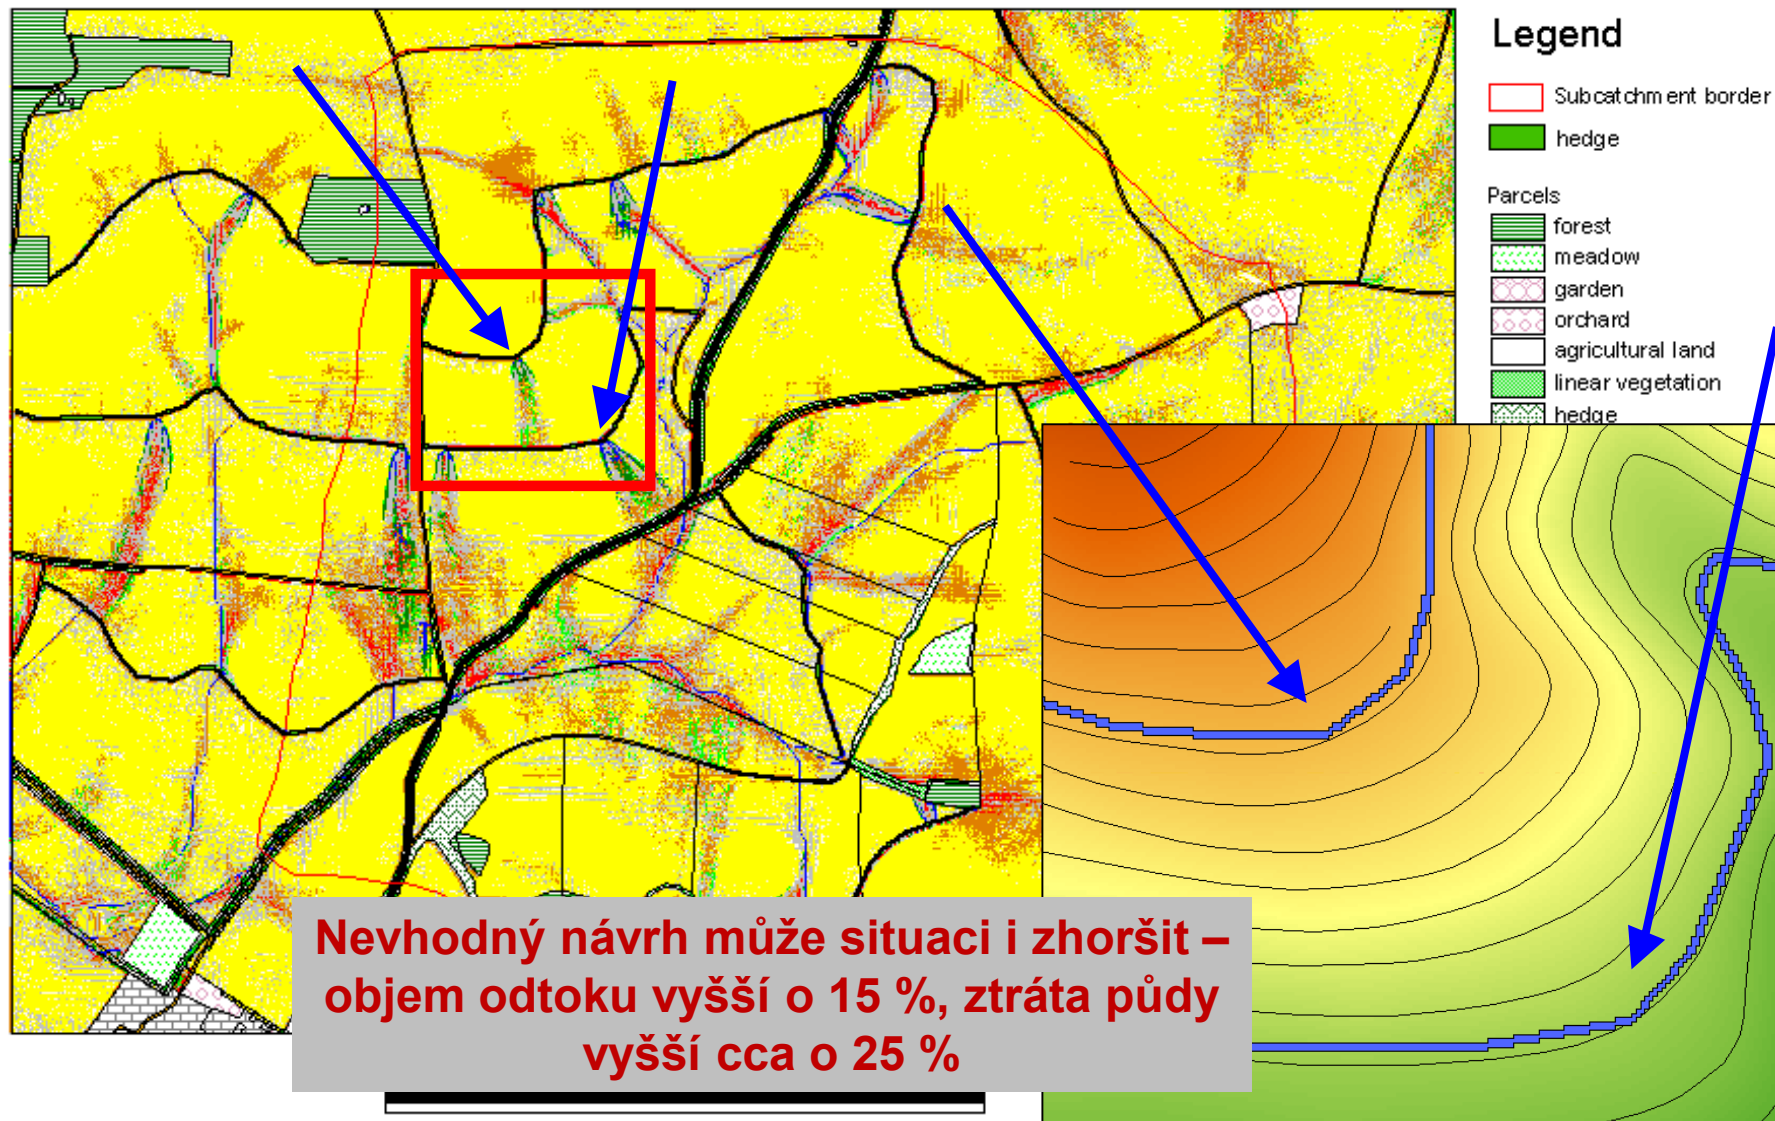 Legend
Subcatchment border
hedge
Parcels
forest
meadow
garden
orchard
agricultural land
linear vegetation
hedge
Nevhodný návrh může situaci i zhoršit –
objem odtoku vyšší o 15 %, ztráta půdy
vyšší cca o 25 %